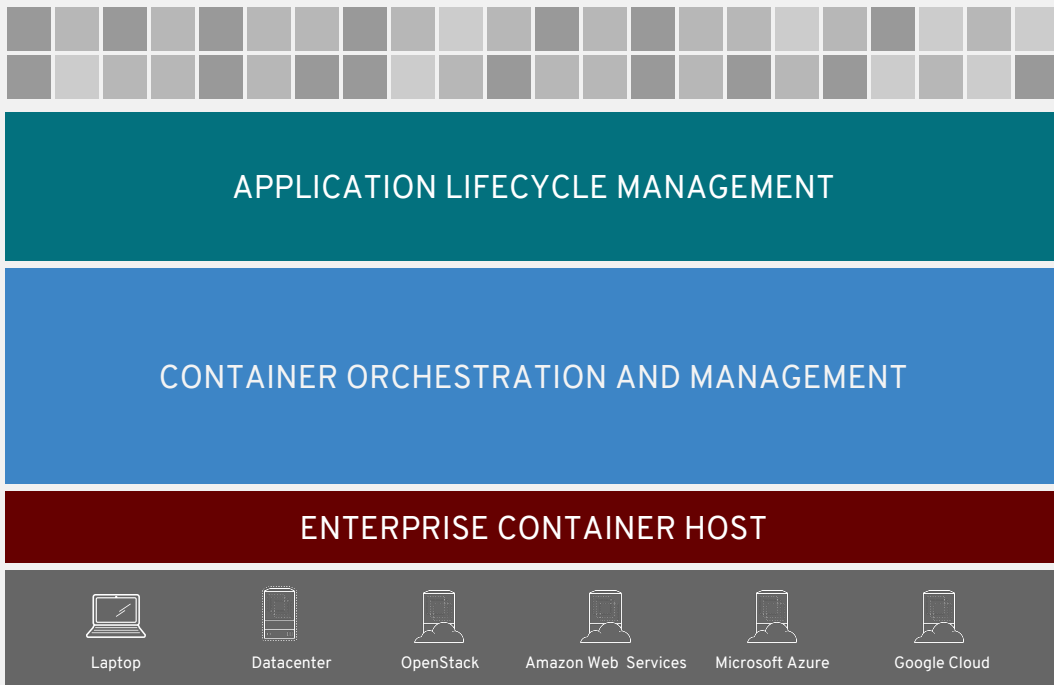 APPLICATION LIFECYCLE MANAGEMENT
CONTAINER ORCHESTRATION AND MANAGEMENT
ENTERPRISE CONTAINER HOST
Laptop
Datacenter
OpenStack
Amazon Web Services
Microsoft Azure
Google Cloud